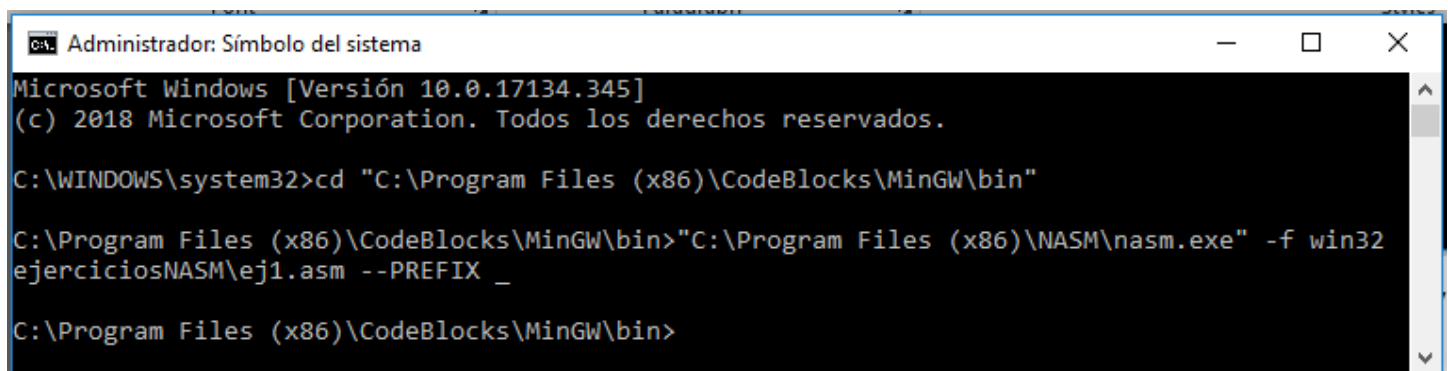 Administrador: Símbolo del sistema
Microsoft Windows [Versión 10.0.17134.345]
(c) 2018 Microsoft Corporation. Todos los derechos reservados.
C:\WINDOWS\system32>cd "C:\Program Files (x86)\CodeBlocks\MinGW\bin"
C:\Program Files (x86)\CodeBlocks\MinGW\bin>"C:\Program Files (x86)\NASM\nasm.exe" -f win32
ejerciciosNASM\ej1.asm --PREFIX _
C:\Program Files (x86)\CodeBlocks\MinGW\bin>